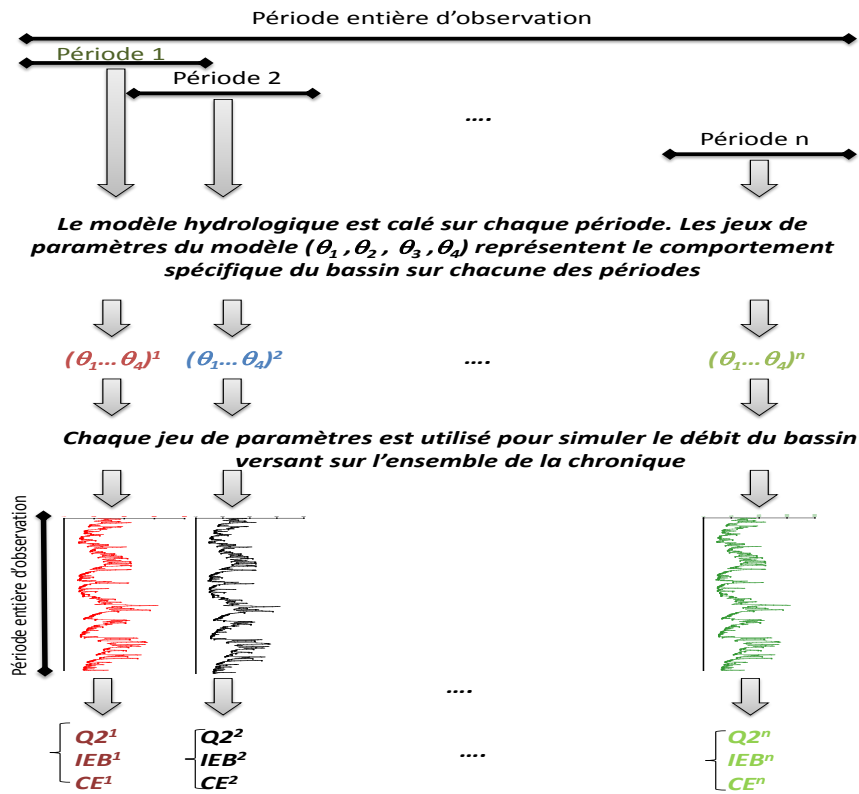 Période entière d'observation
Période 1
Période 2
....
Période n
Le modèle hydrologique est calé sur chaque période. Les jeux de
paramètres du modèle (θ₁ ,θ₂ , θ₃ ,θ₄) représentent le comportement
spécifique du bassin sur chacune des périodes
(θ₁... θ₄)¹ (θ₁... θ₄)² .... (θ₁... θ₄)ⁿ
Chaque jeu de paramètres est utilisé pour simuler le débit du bassin
versant sur l'ensemble de la chronique
Période entière d'observation
....
Q2¹ Q2² Q2ⁿ
IEB¹ IEB² .... IEBⁿ
CE¹ CE² CEⁿ